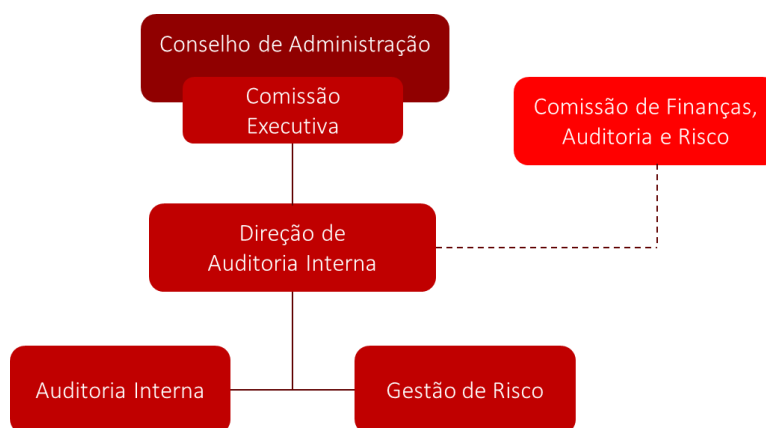 Conselho de Administração
Comissão
Executiva
Comissão de Finanças,
Auditoria e Risco
Direção de
Auditoria Interna
Auditoria Interna
Gestão de Risco